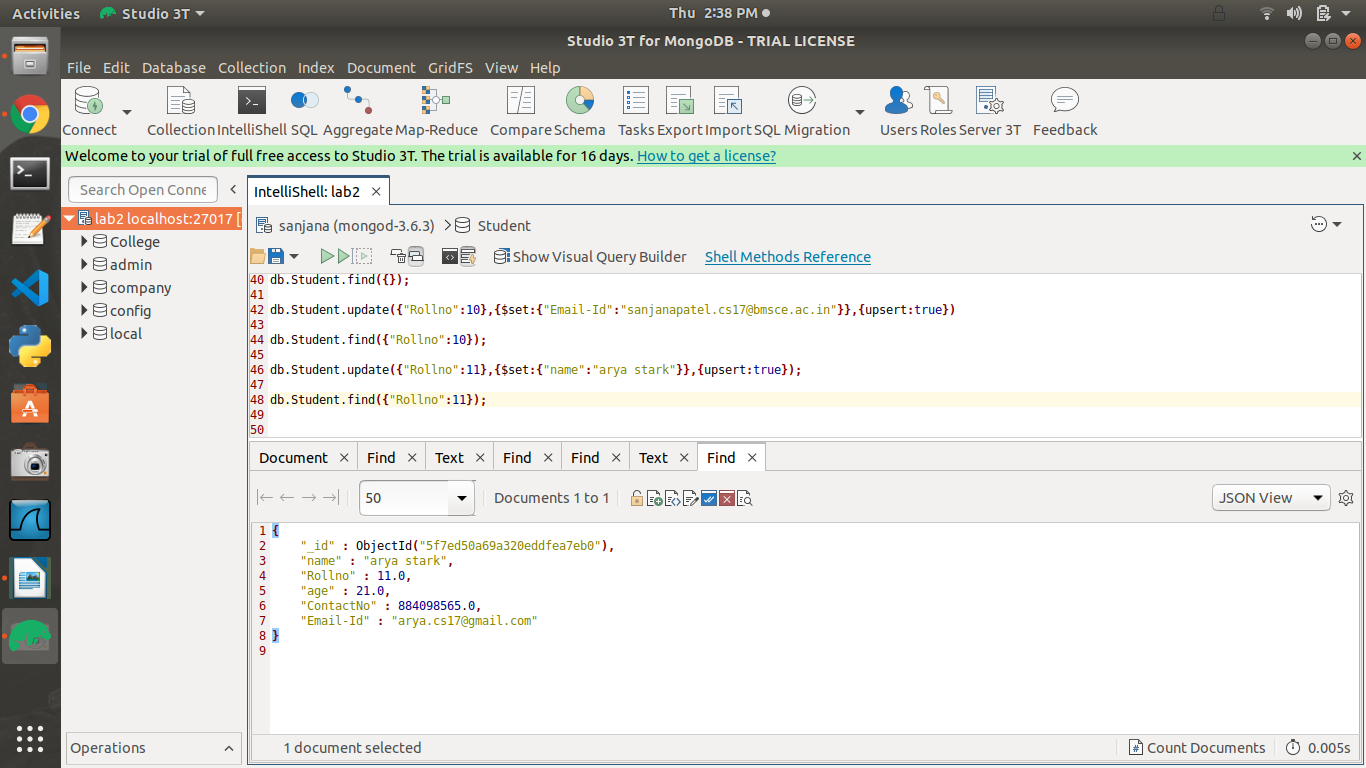 Activities Studio 3T Thu 2:38 PM
Studio 3T for MongoDB - TRIAL LICENSE
File Edit Database Collection Index Document GridFS View Help
Connect Collection IntelliShell SQL Aggregate Map-Reduce Compare Schema Tasks Export Import SQL Migration Users Roles Server 3T Feedback
Welcome to your trial of full free access to Studio 3T. The trial is available for 16 days. How to get a license?
Search Open Conne
IntelliShell: lab2
lab2 localhost:27017 [
College
admin
company
config
local
sanjana (mongod-3.6.3) Student
Show Visual Query Builder Shell Methods Reference
40 db.Student.find({});
41
42 db.Student.update({"Rollno":10},{$set:{"Email-Id":"sanjanapatel.cs17@bmsce.ac.in"}},{upsert:true})
43
44 db.Student.find({"Rollno":10});
45
46 db.Student.update({"Rollno":11},{$set:{"name":"arya stark"}},{upsert:true});
47
48 db.Student.find({"Rollno":11});
49
50
Document Find Text Find Find Text Find
50 Documents 1 to 1 JSON View
1 {
2 "_id" : ObjectId("5f7ed50a69a320eddfea7eb0"),
3 "name" : "arya stark",
4 "Rollno" : 11.0,
5 "age" : 21.0,
6 "ContactNo" : 884098565.0,
7 "Email-Id" : "arya.cs17@gmail.com"
8 }
9
Operations
1 document selected Count Documents 0.005s